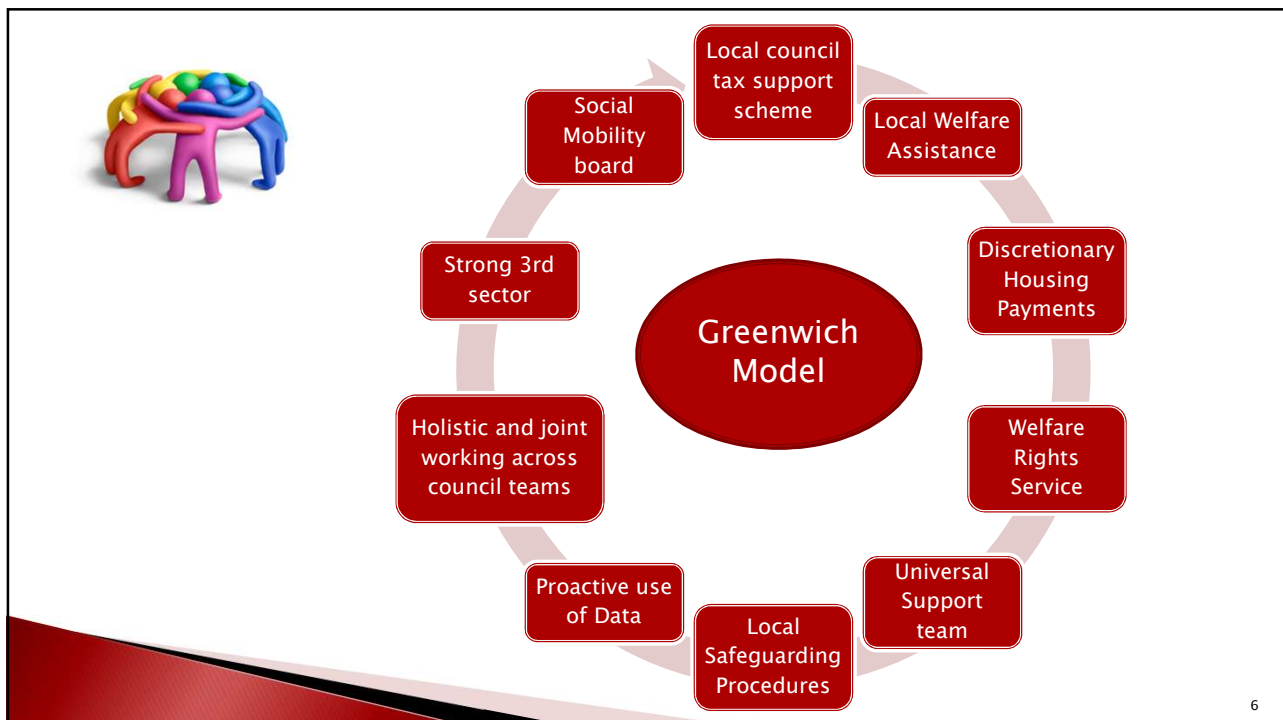 Local council
tax support
scheme
Local Welfare
Assistance
Discretionary
Housing
Payments
Welfare
Rights
Service
Universal
Support
team
Local
Safeguarding
Procedures
Proactive use
of Data
Holistic and joint
working across
council teams
Strong 3rd
sector
Social
Mobility
board
Greenwich
Model
6